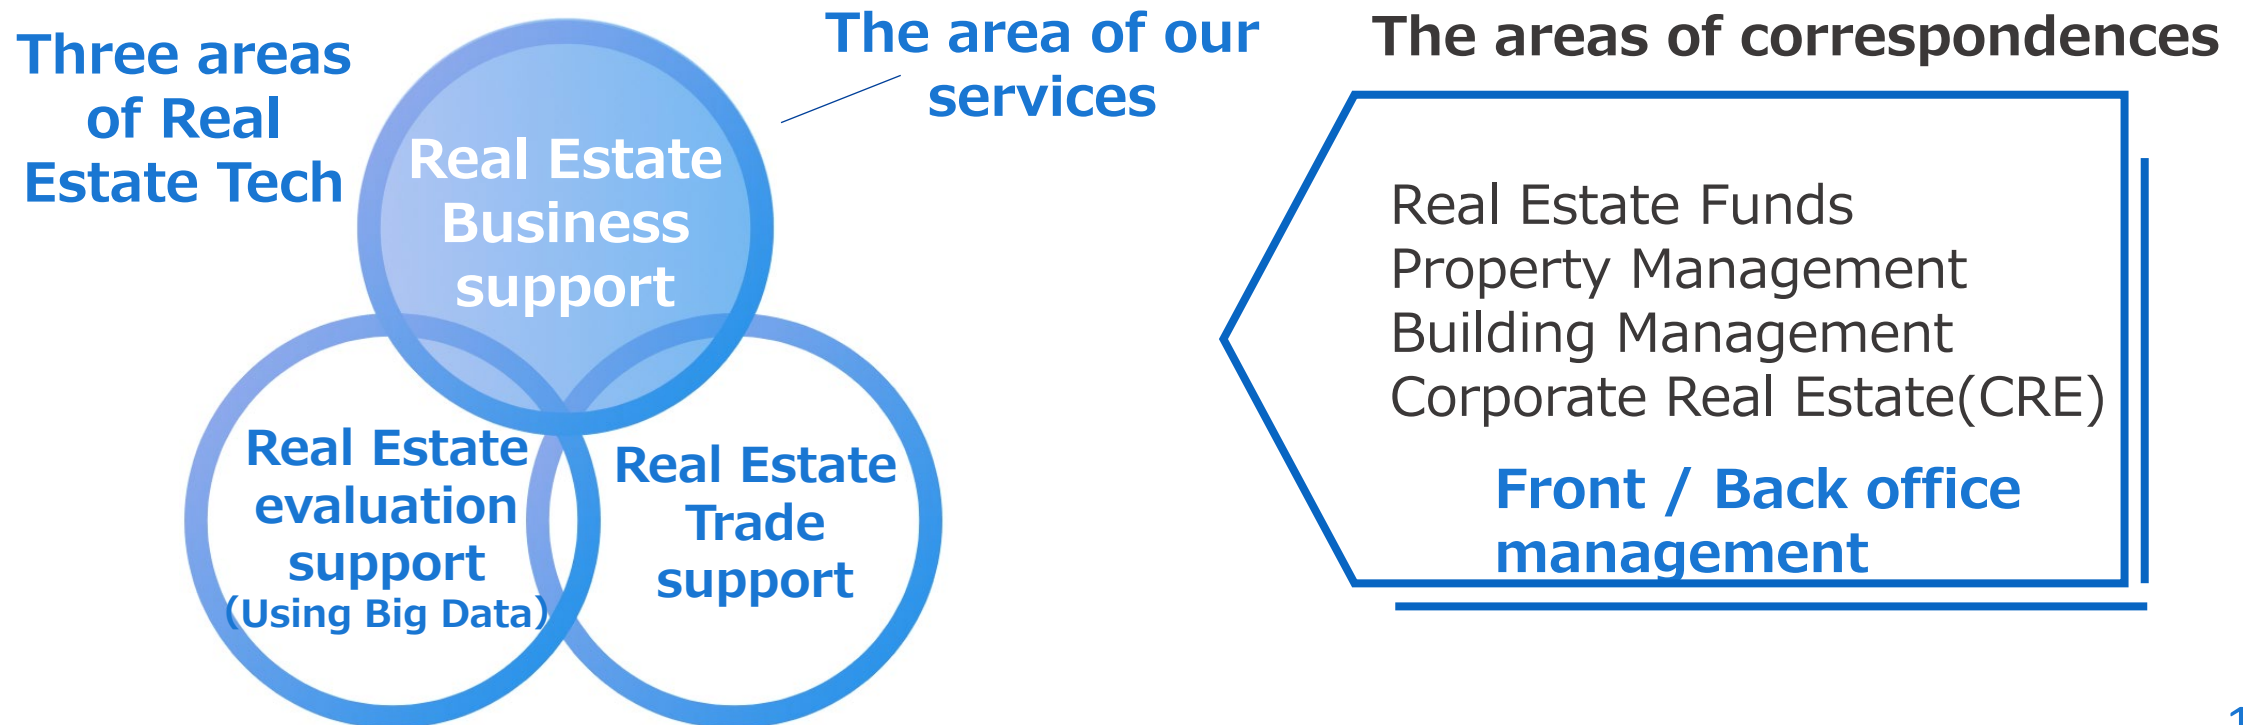 Three areas
of Real
Estate Tech
The area of our
services
Real Estate
Business
support
Real Estate
evaluation
support
（Using Big Data）
Real Estate
Trade
support
The areas of correspondences
Real Estate Funds
Property Management
Building Management
Corporate Real Estate(CRE)
Front / Back office
management